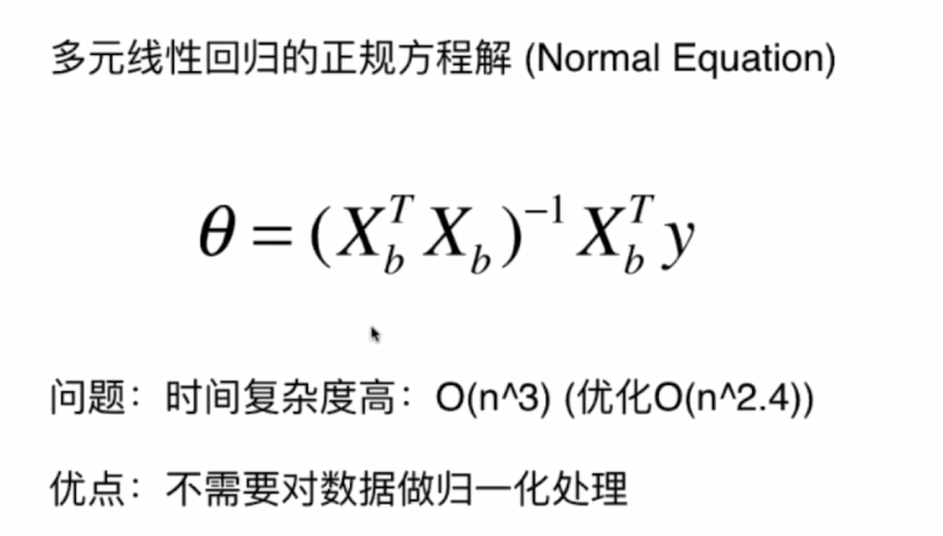 多元线性回归的正规方程解 (Normal Equation)
θ = (X_b^T X_b)^{-1} X_b^T y
问题：时间复杂度高：O(n^3) (优化O(n^2.4))
优点：不需要对数据做归一化处理